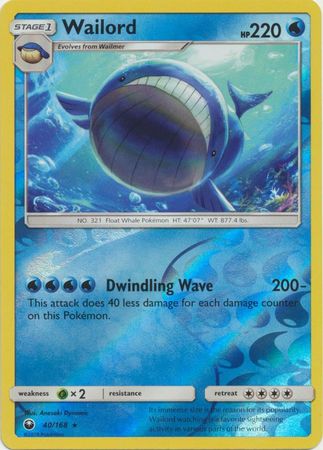 STAGE 1
Wailord
HP 220
Evolves from Wailmer
NO. 321 Float Whale Pokémon HT: 47'07" WT: 877.4 lbs.
Dwindling Wave 200-
This attack does 40 less damage for each damage counter
on this Pokémon.
weakness × 2 resistance retreat
Illus. Anesaki Dynamic
40/168 ★
Its immense size is the reason for its popularity.
Wailord watching is a favorite sightseeing
activity in various parts of the world.